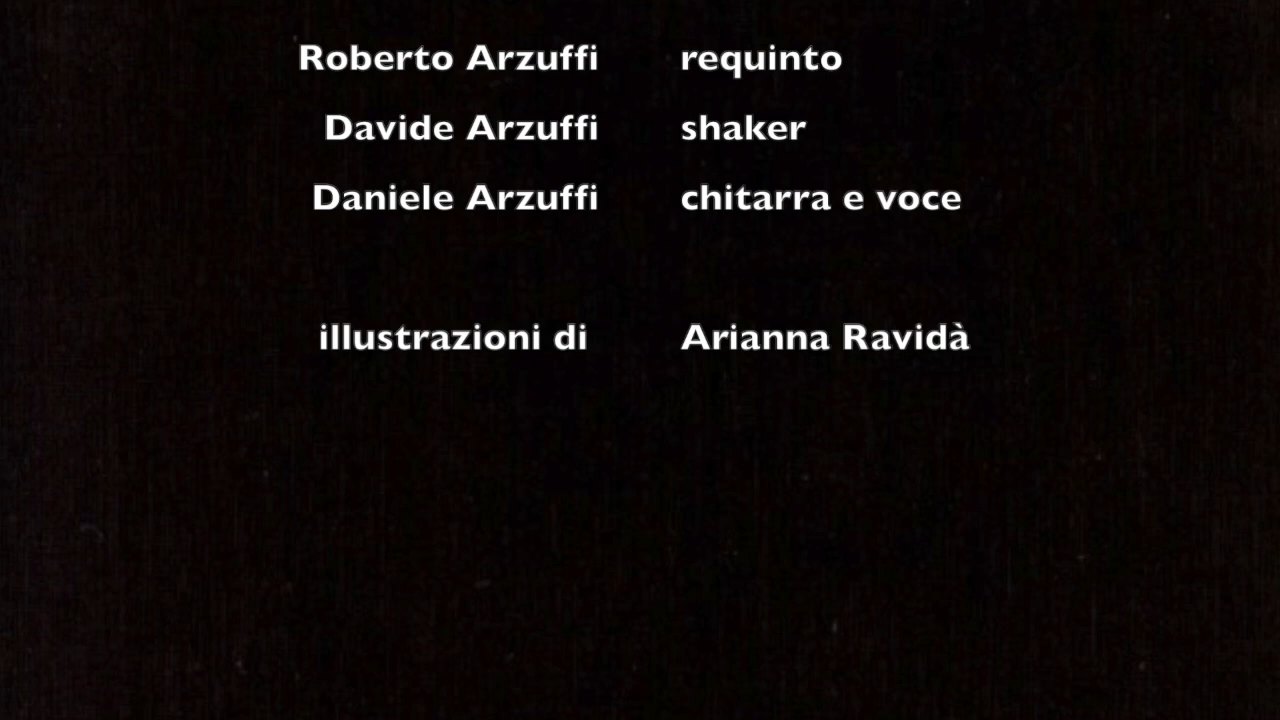 Roberto Arzuffi requinto
Davide Arzuffi shaker
Daniele Arzuffi chitarra e voce
illustrazioni di Arianna Ravidà